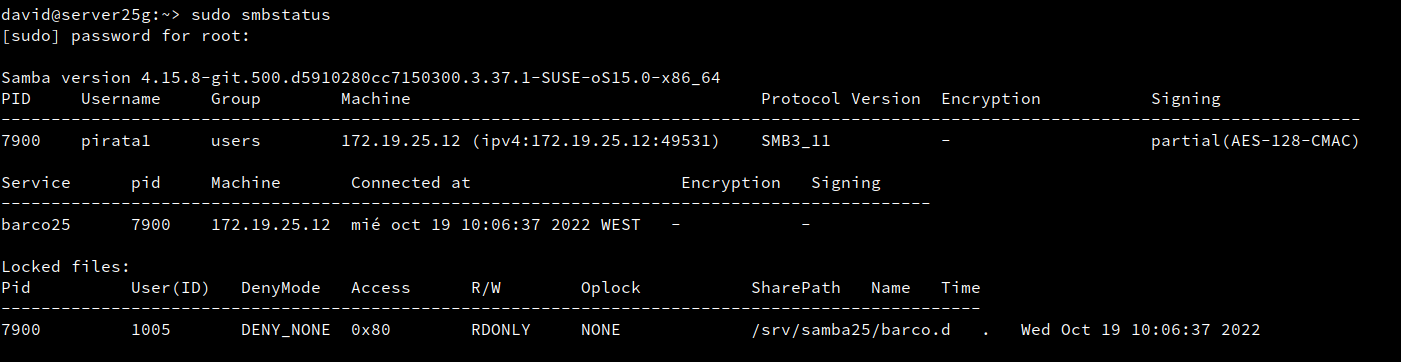 david@server25g:~> sudo smbstatus
[sudo] password for root:
Samba version 4.15.8-git.500.d5910280cc7150300.3.37.1-SUSE-oS15.0-x86_64
PID     Username     Group        Machine                                   Protocol Version  Encryption           Signing
----------------------------------------------------------------------------------------------------------------------------------------
7900    pirata1      users        172.19.25.12 (ipv4:172.19.25.12:49531)    SMB3_11           -                    partial(AES-128-CMAC)
Service      pid     Machine       Connected at                     Encryption   Signing
---------------------------------------------------------------------------------------------
barco25      7900    172.19.25.12  mié oct 19 10:06:37 2022 WEST   -            -
Locked files:
Pid          User(ID)   DenyMode   Access      R/W        Oplock           SharePath   Name   Time
--------------------------------------------------------------------------------------------------
7900         1005       DENY_NONE  0x80        RDONLY     NONE             /srv/samba25/barco.d   .   Wed Oct 19 10:06:37 2022